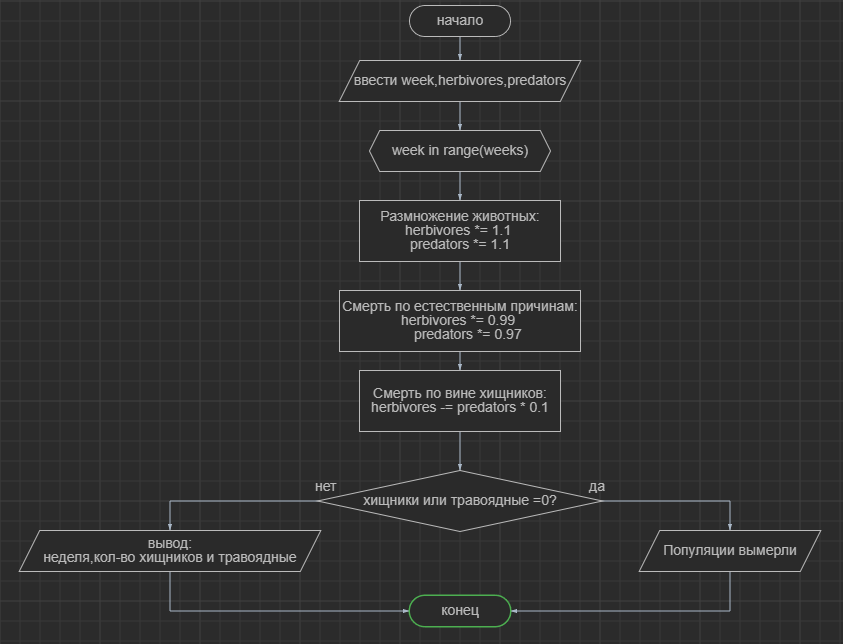 начало
ввести week,herbivores,predators
week in range(weeks)
Размножение животных:
herbivores *= 1.1
predators *= 1.1
Смерть по естественным причинам:
herbivores *= 0.99
predators *= 0.97
Смерть по вине хищников:
herbivores -= predators * 0.1
нет
хищники или травоядные =0?
да
вывод:
неделя,кол-во хищников и травоядные
Популяции вымерли
конец